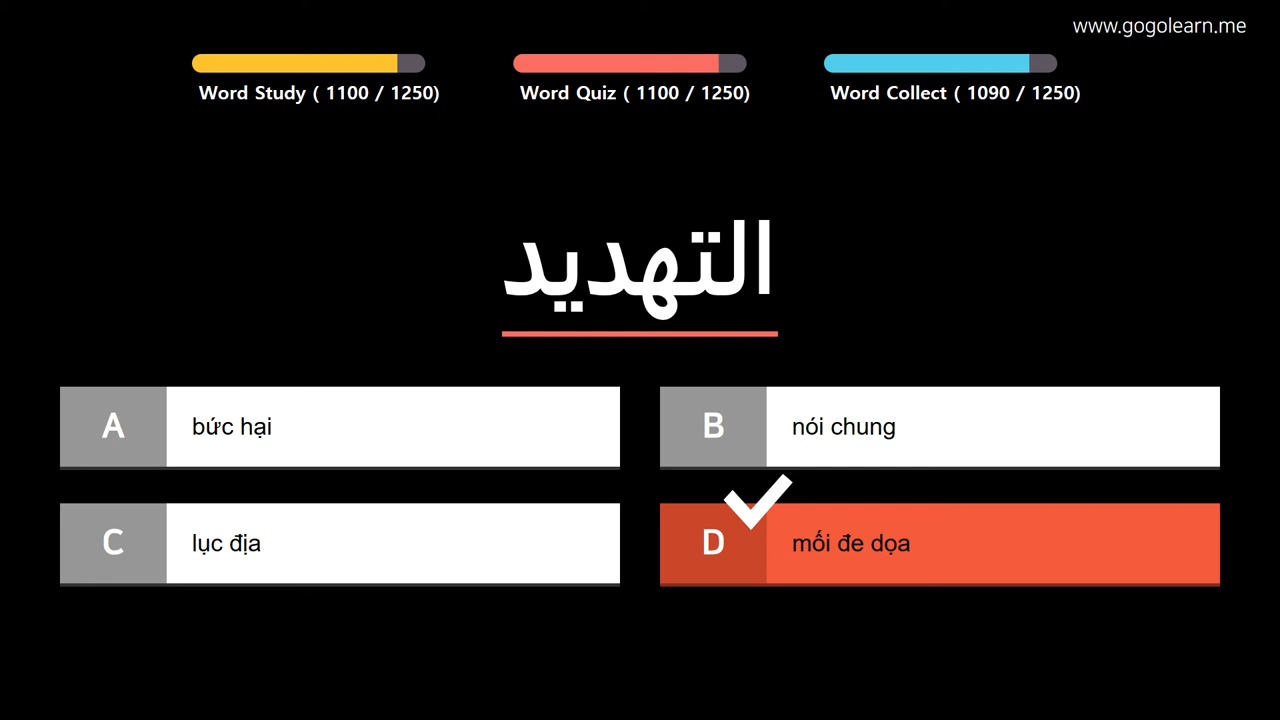 www.gogolearn.me
Word Study ( 1100 / 1250)
Word Quiz ( 1100 / 1250)
Word Collect ( 1090 / 1250)
التهديد
A bức hại
B nói chung
C lục địa
D mối đe dọa